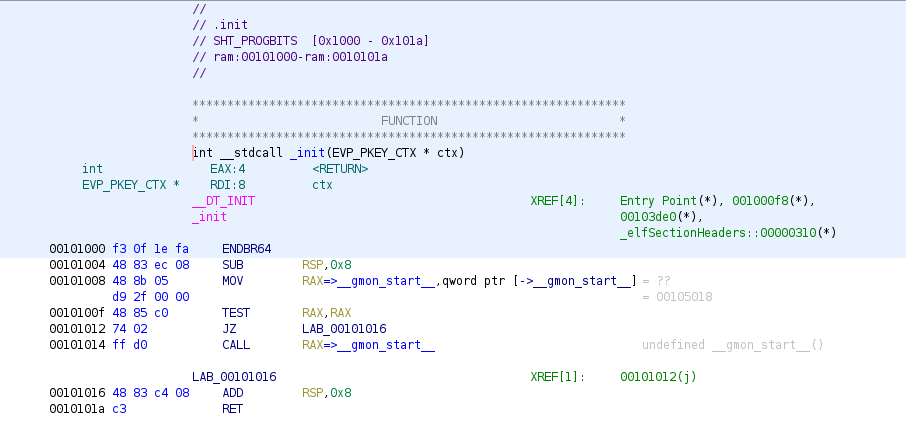 //
// .init
// SHT_PROGBITS  [0x1000 - 0x101a]
// ram:00101000-ram:0010101a
//
**************************************************************
*                          FUNCTION                          *
**************************************************************
int __stdcall _init(EVP_PKEY_CTX * ctx)
int EAX:4 <RETURN>
EVP_PKEY_CTX * RDI:8 ctx
__DT_INIT XREF[4]: Entry Point(*), 001000f8(*),
_init 00103de0(*),
_elfSectionHeaders::00000310(*)
00101000 f3 0f 1e fa ENDBR64
00101004 48 83 ec 08 SUB RSP,0x8
00101008 48 8b 05 MOV RAX=>__gmon_start__,qword ptr [->__gmon_start__] = ??
d9 2f 00 00 = 00105018
0010100f 48 85 c0 TEST RAX,RAX
00101012 74 02 JZ LAB_00101016
00101014 ff d0 CALL RAX=>__gmon_start__ undefined __gmon_start__()
LAB_00101016 XREF[1]: 00101012(j)
00101016 48 83 c4 08 ADD RSP,0x8
0010101a c3 RET